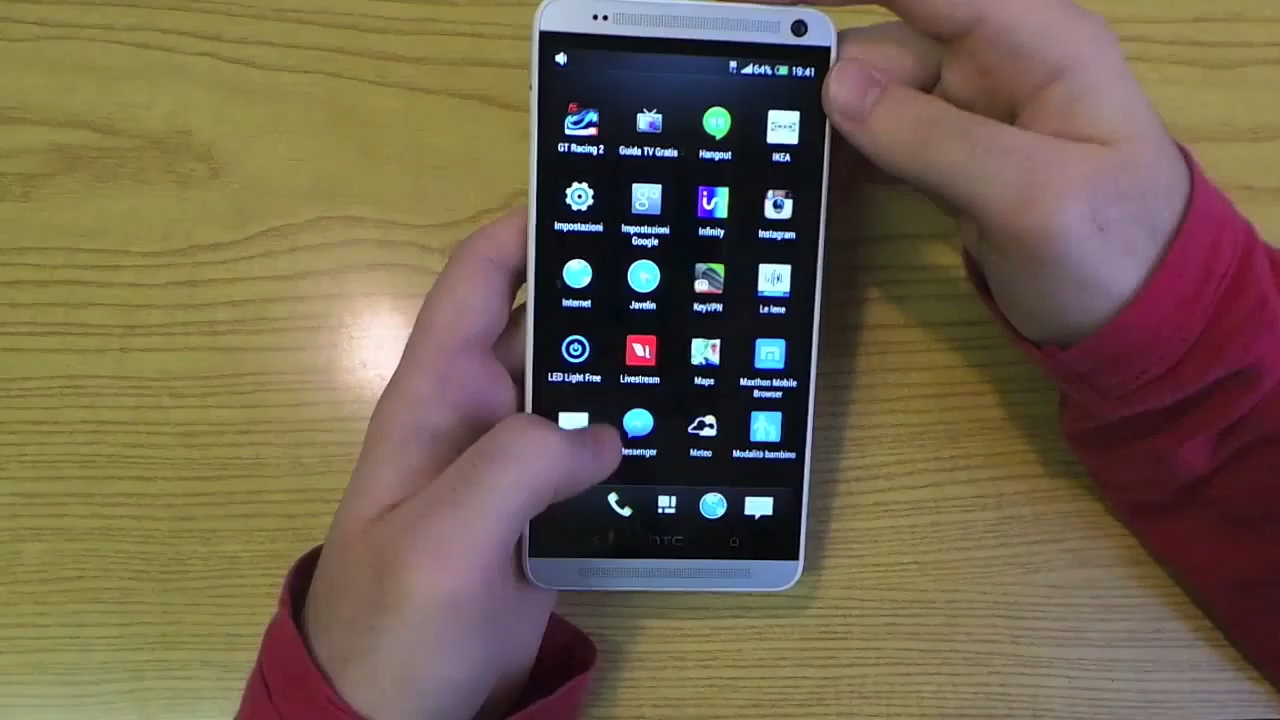 64% 19:41
GT Racing 2
Guida TV Gratis
Hangout
IKEA
Impostazioni
Impostazioni
Google
Infinity
Instagram
Internet
Javelin
KeyVPN
Le Iene
LED Light Free
Livestream
Maps
Maxthon Mobile
Browser
Messenger
Meteo
Modalità bambino
hTC